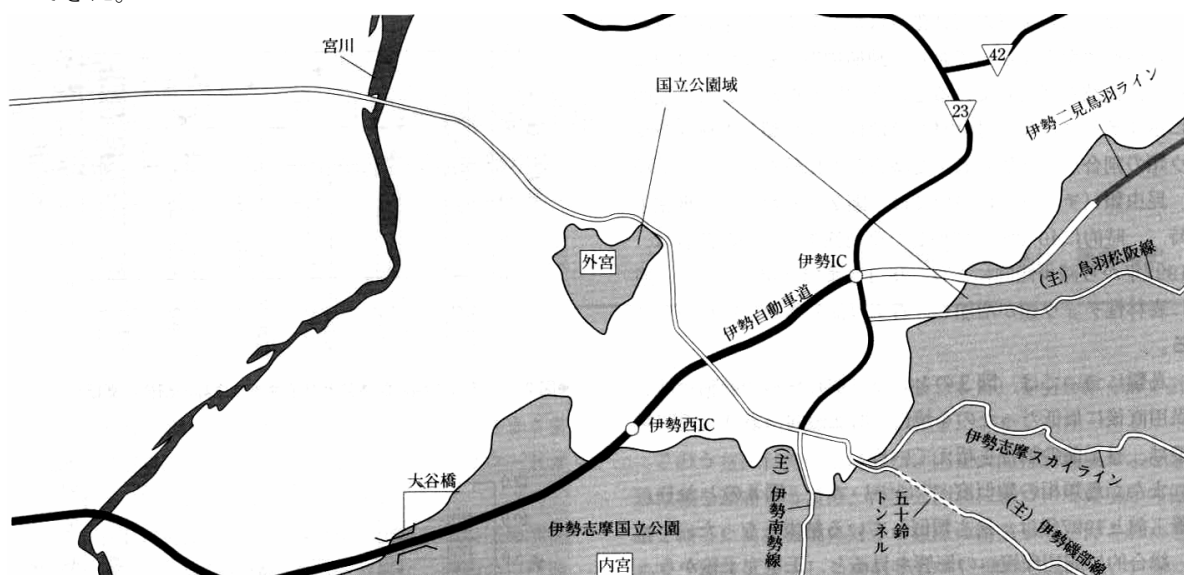 宮川
国立公園域
42
23
伊勢二見鳥羽ライン
外宮
伊勢IC
(主)鳥羽松阪線
伊勢自動車道
伊勢西IC
大谷橋
伊勢志摩国立公園
内宮
(主)伊勢南勢線
五十鈴
トンネル
伊勢志摩スカイライン
(主)伊勢磯部線